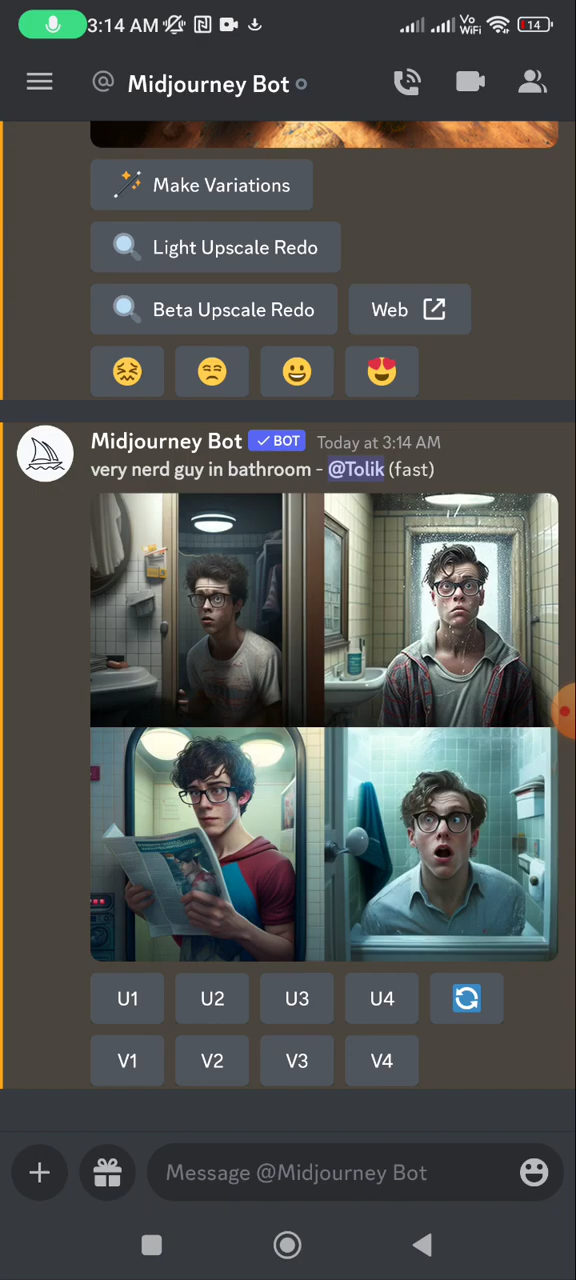 3:14 AM
Vo
WiFi
14
@ Midjourney Bot
Make Variations
Light Upscale Redo
Beta Upscale Redo
Web
Midjourney Bot ✓ BOT Today at 3:14 AM
very nerd guy in bathroom - @Tolik (fast)
U1 U2 U3 U4
V1 V2 V3 V4
Message @Midjourney Bot